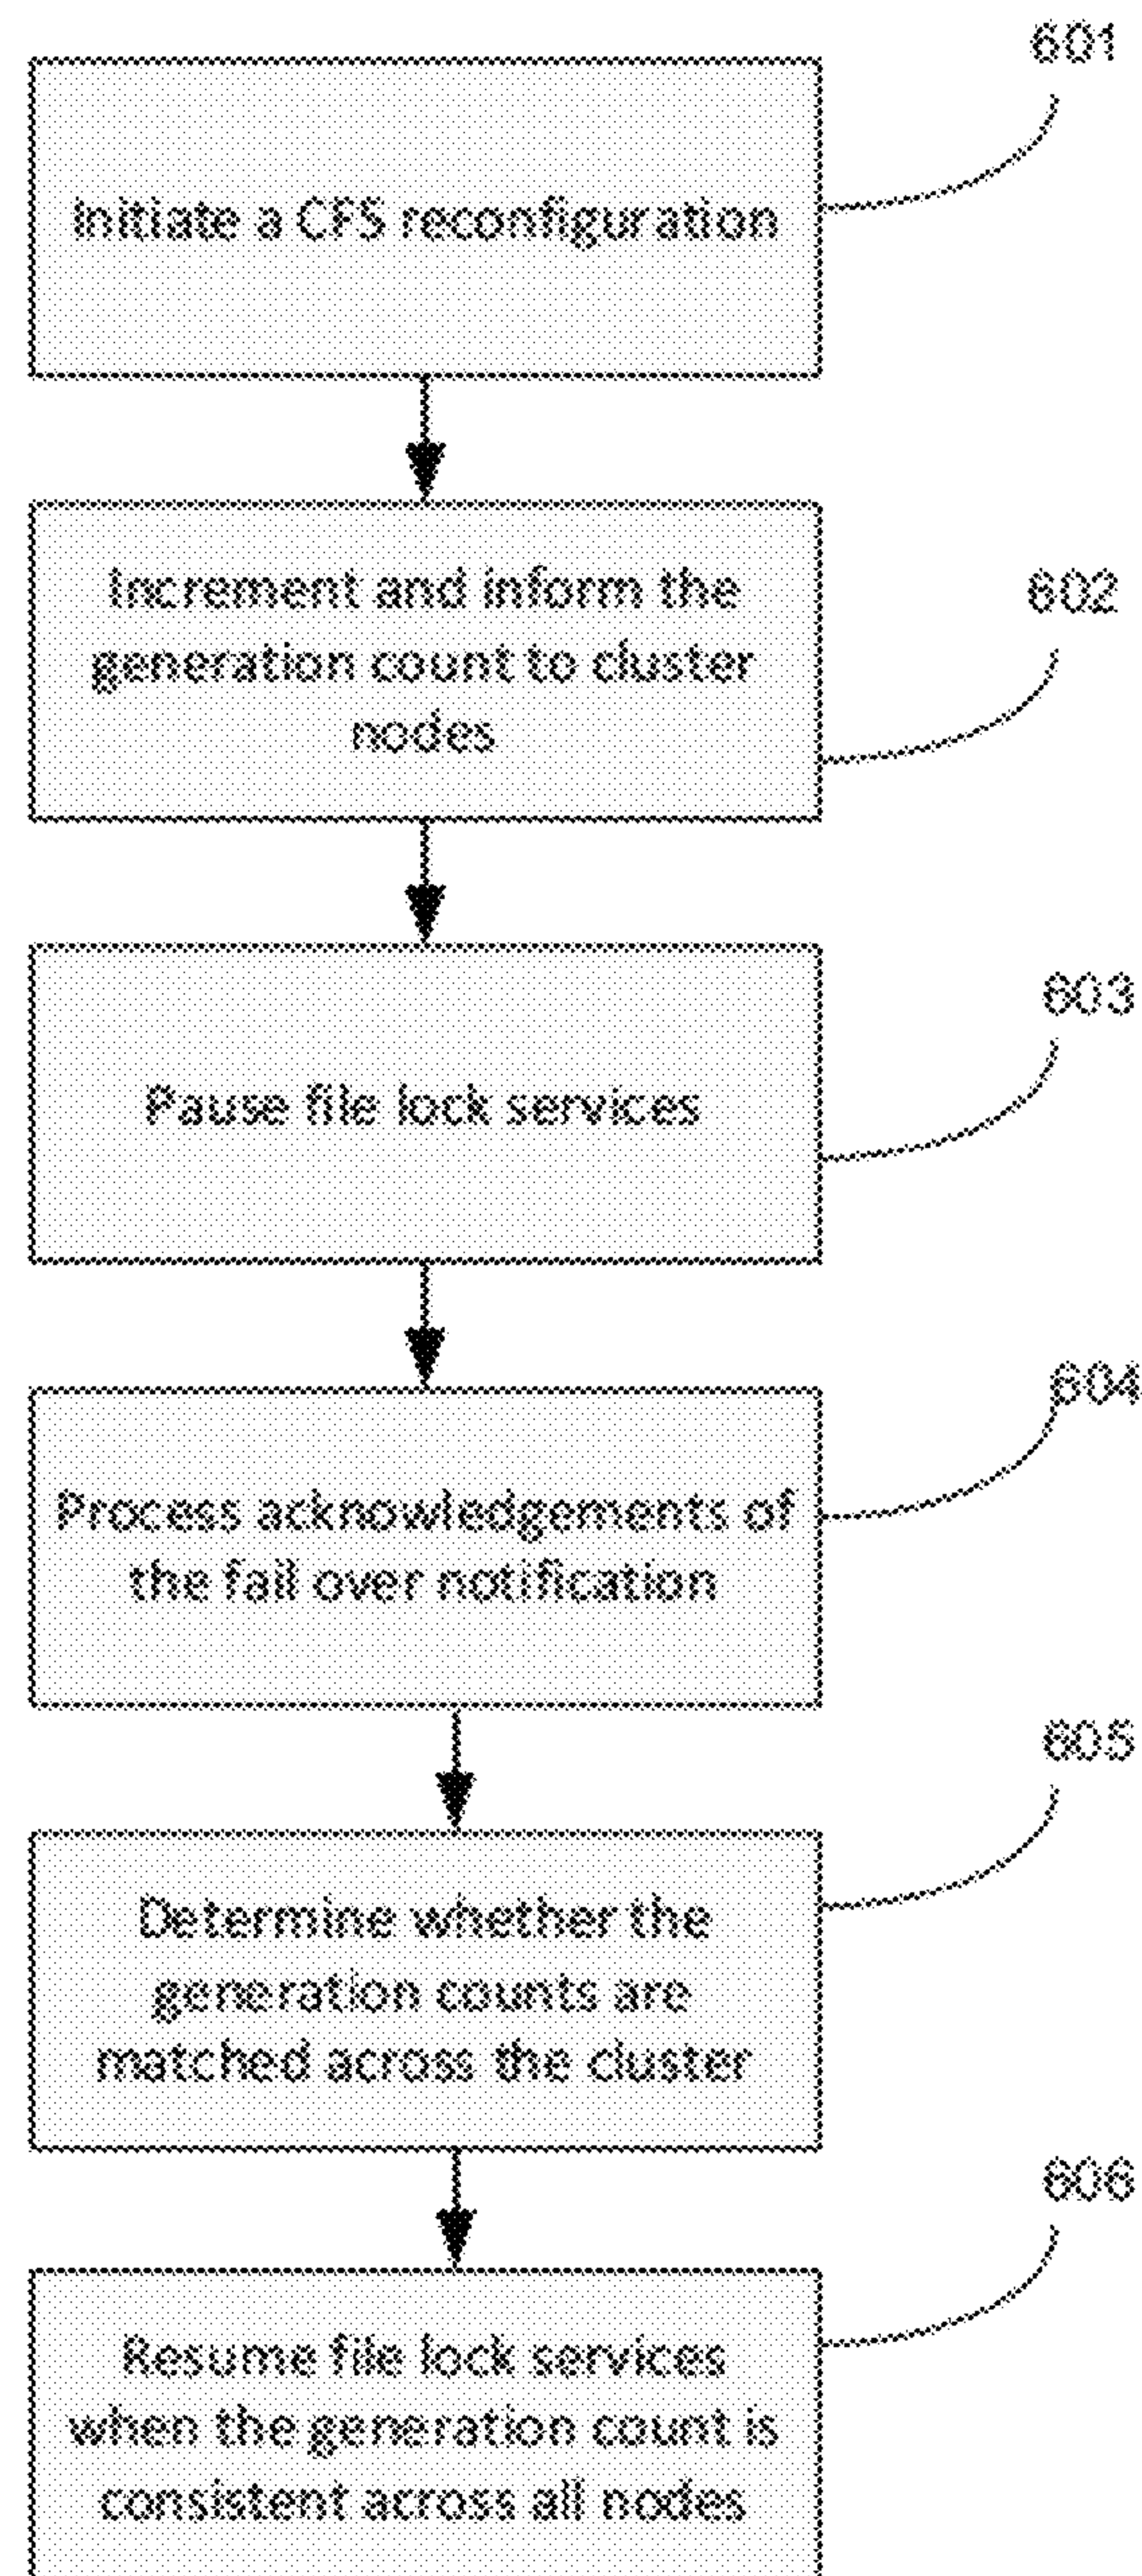 601
Initiate a CFS reconfiguration
Increment and inform the
generation count to cluster
nodes
602
Pause file lock services
603
Process acknowledgements of
the fail over notification
604
Determine whether the
generation counts are
matched across the cluster
605
Resume file lock services
when the generation count is
consistent across all nodes
606